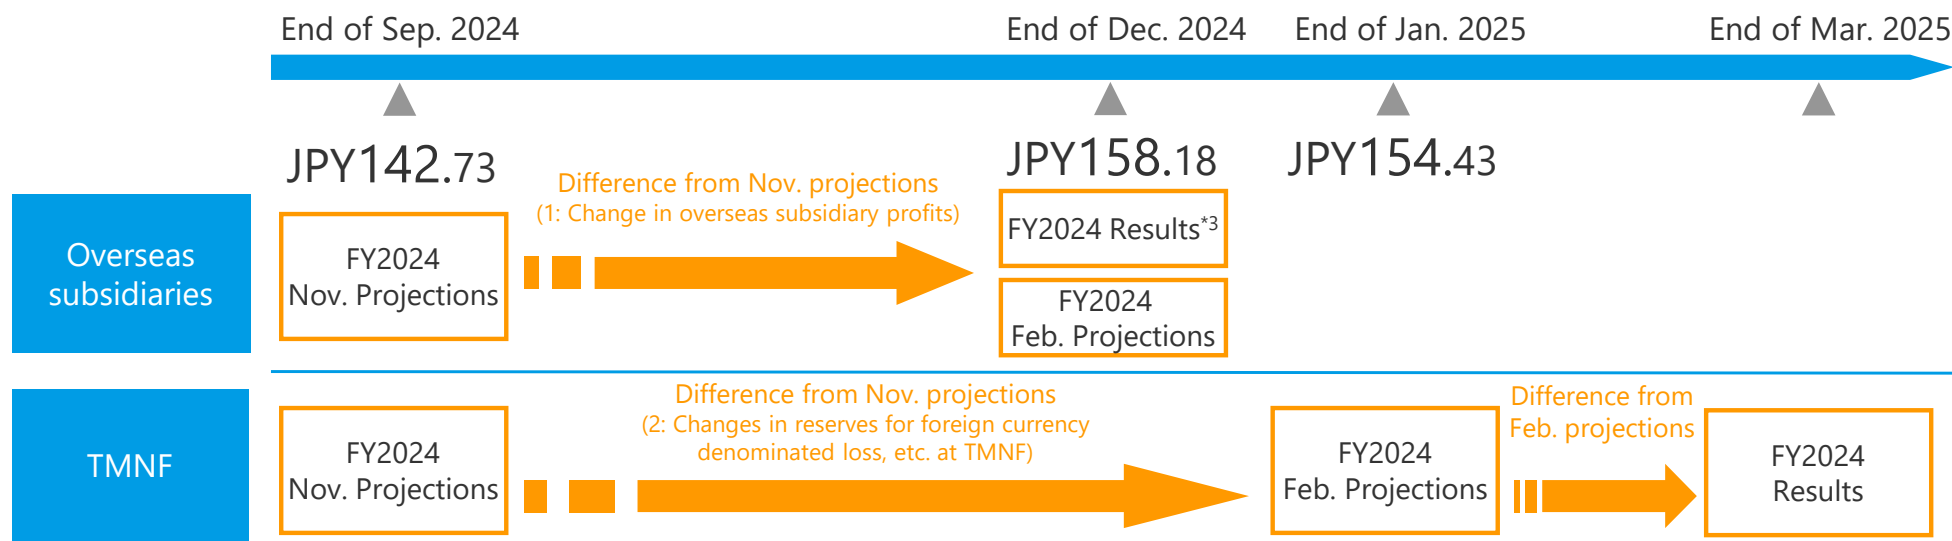 End of Sep. 2024
End of Dec. 2024
End of Jan. 2025
End of Mar. 2025
JPY142.73
JPY158.18
JPY154.43
Overseas
subsidiaries
FY2024
Nov. Projections
Difference from Nov. projections
(1: Change in overseas subsidiary profits)
FY2024 Results*3
FY2024
Feb. Projections
TMNF
FY2024
Nov. Projections
Difference from Nov. projections
(2: Changes in reserves for foreign currency
denominated loss, etc. at TMNF)
FY2024
Feb. Projections
Difference from
Feb. projections
FY2024
Results